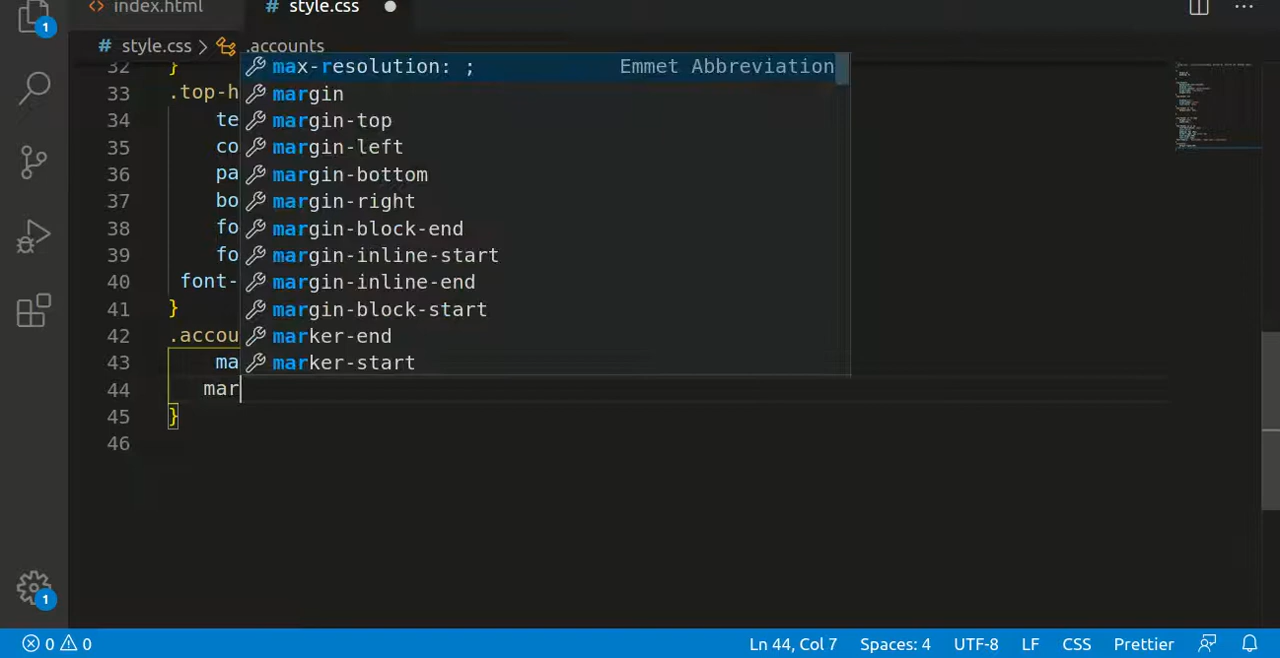 index.html
style.css
style.css > .accounts
32 }
33 .top-h
34 te
35 co
36 pa
37 bo
38 fo
39 fo
40 font-
41 }
42 .accou
43 ma
44 mar
45 }
46
max-resolution: ; Emmet Abbreviation
margin
margin-top
margin-left
margin-bottom
margin-right
margin-block-end
margin-inline-start
margin-inline-end
margin-block-start
marker-end
marker-start
1
1
0 0 Ln 44, Col 7 Spaces: 4 UTF-8 LF CSS Prettier